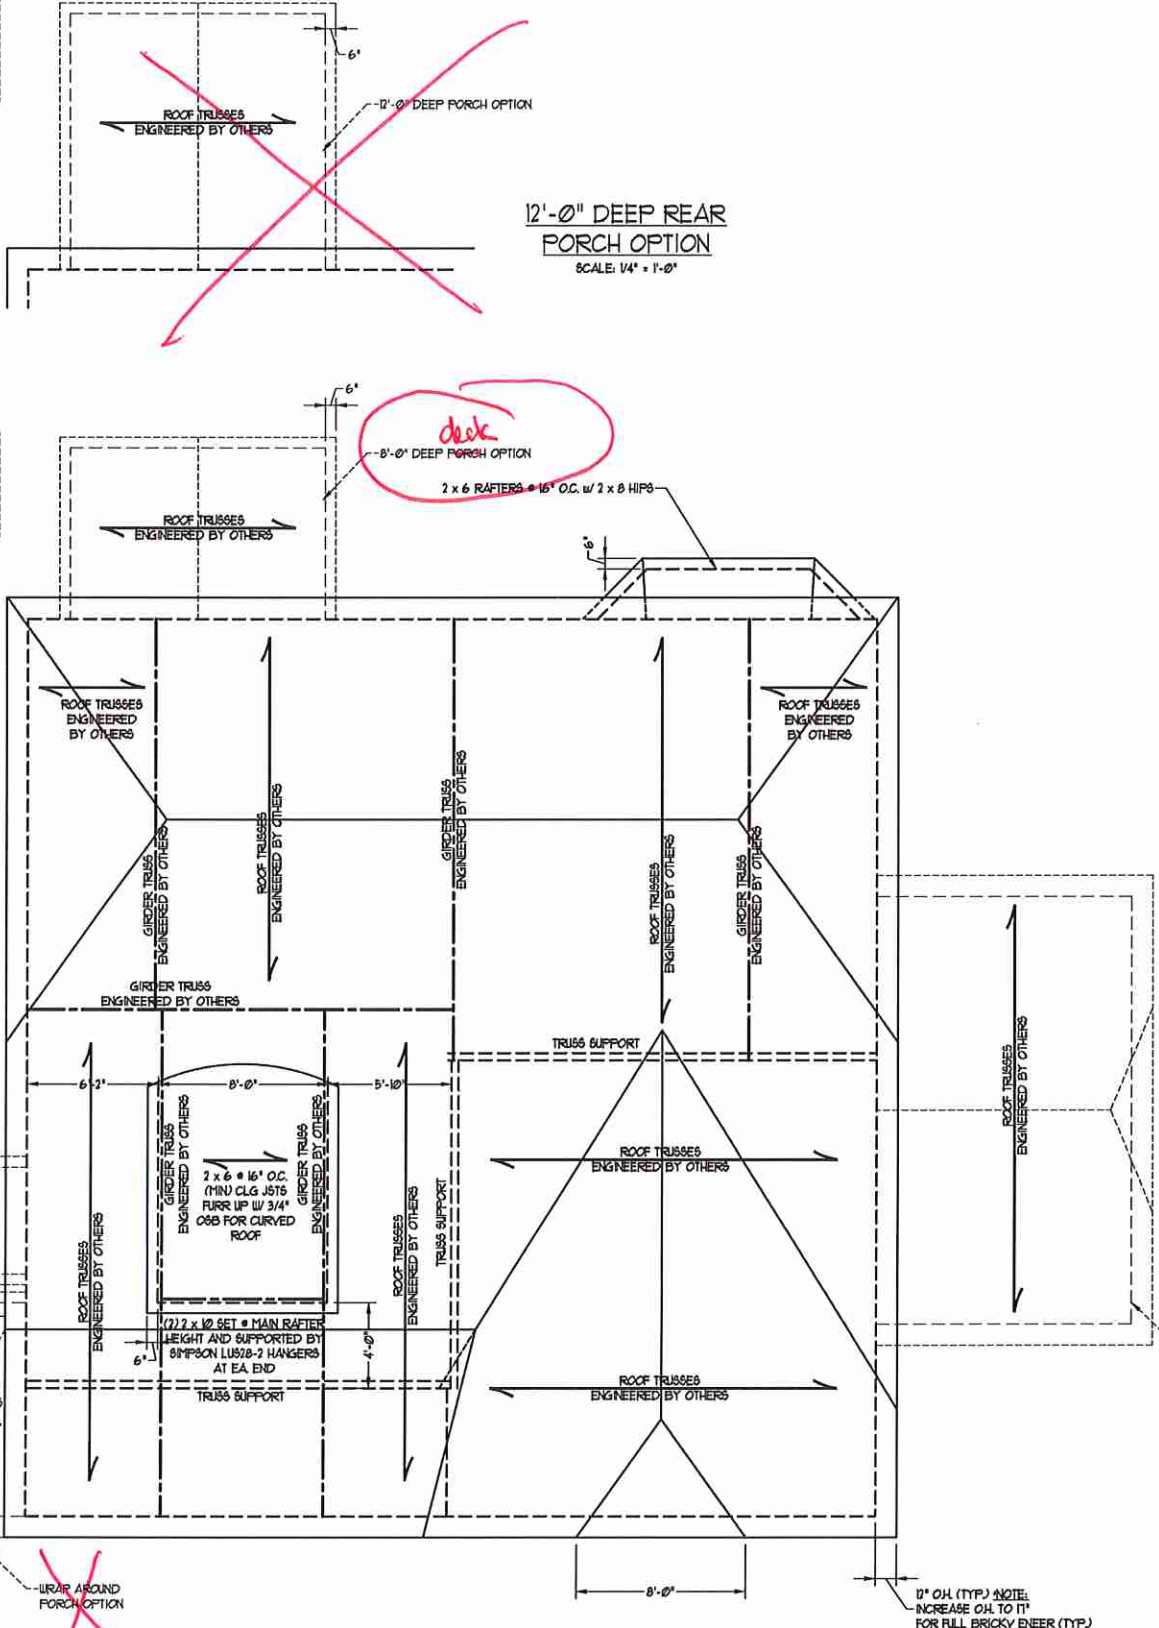 6"
ROOF TRUSSES
ENGINEERED BY OTHERS
12'-0" DEEP PORCH OPTION
12'-0" DEEP REAR
PORCH OPTION
SCALE: 1/4" = 1'-0"
6"
deck
8'-0" DEEP PORCH OPTION
2 x 6 RAFTERS @ 16" O.C. w/ 2 x 8 HIPS
ROOF TRUSSES
ENGINEERED BY OTHERS
6"
ROOF TRUSSES
ENGINEERED
BY OTHERS
ROOF TRUSSES
ENGINEERED
BY OTHERS
GIRDER TRUSS
ENGINEERED BY OTHERS
ROOF TRUSSES
ENGINEERED BY OTHERS
GIRDER TRUSS
ENGINEERED BY OTHERS
ROOF TRUSSES
ENGINEERED BY OTHERS
GIRDER TRUSS
ENGINEERED BY OTHERS
GIRDER TRUSS
ENGINEERED BY OTHERS
TRUSS SUPPORT
ROOF TRUSSES
ENGINEERED BY OTHERS
6'-2"
8'-0"
5'-10"
GIRDER TRUSS
ENGINEERED BY OTHERS
GIRDER TRUSS
ENGINEERED BY OTHERS
2 x 6 @ 16" O.C.
(MIN.) CLG JSTS
FURR UP W/ 3/4"
OSB FOR CURVED
ROOF
ROOF TRUSSES
ENGINEERED BY OTHERS
ROOF TRUSSES
ENGINEERED BY OTHERS
TRUSS SUPPORT
ROOF TRUSSES
ENGINEERED BY OTHERS
(2) 2 x 10 SET @ MAIN RAFTER
HEIGHT AND SUPPORTED BY
SIMPSON LUS28-2 HANGERS
AT EA. END
6"
4'-0"
TRUSS SUPPORT
ROOF TRUSSES
ENGINEERED BY OTHERS
WRAP AROUND
PORCH OPTION
8'-0"
12" O.H. (TYP.) NOTE:
INCREASE O.H. TO 17"
FOR FULL BRICKV ENEER (TYP.)